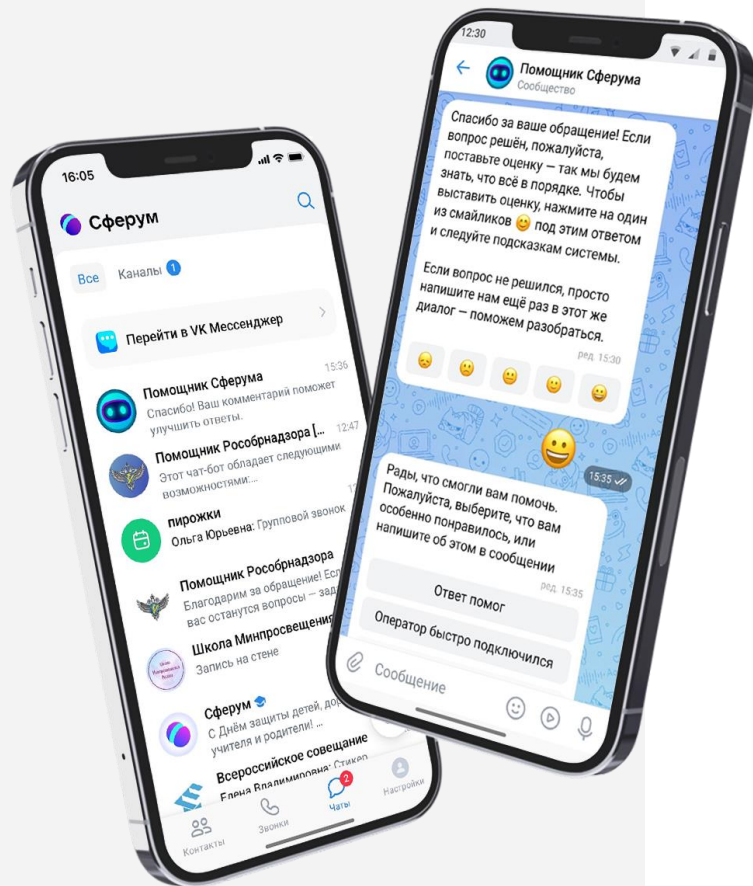 16:05
Сферум
Все
Каналы 1
Перейти в VK Мессенджер
Помощник Сферума
15:36
Спасибо! Ваш комментарий поможет
улучшить ответы.
Помощник Рособрнадзора [...
12:47
Этот чат-бот обладает следующими
возможностями:...
пирожки
Ольга Юрьевна: Групповой звонок
Помощник Рособрнадзора
Благодарим за обращение! Если
вас останутся вопросы — зад
Школа Минпросвещения
Запись на стене
Сферум
С Днём защиты детей, дор
учителя и родители! ...
Всероссийское совещание
Елена Владимировна: Стикер
Контакты
Звонки
2
Чаты
Настройки
12:30
Помощник Сферума
Сообщество
Спасибо за ваше обращение! Если
вопрос решён, пожалуйста,
поставьте оценку — так мы будем
знать, что всё в порядке. Чтобы
выставить оценку, нажмите на один
из смайликов 😊 под этим ответом
и следуйте подсказкам системы.
Если вопрос не решился, просто
напишите нам ещё раз в этот же
диалог — поможем разобраться.
ред. 15:30
15:35
Рады, что смогли вам помочь.
Пожалуйста, выберите, что вам
особенно понравилось, или
напишите об этом в сообщении
ред. 15:35
Ответ помог
Оператор быстро подключился
Сообщение